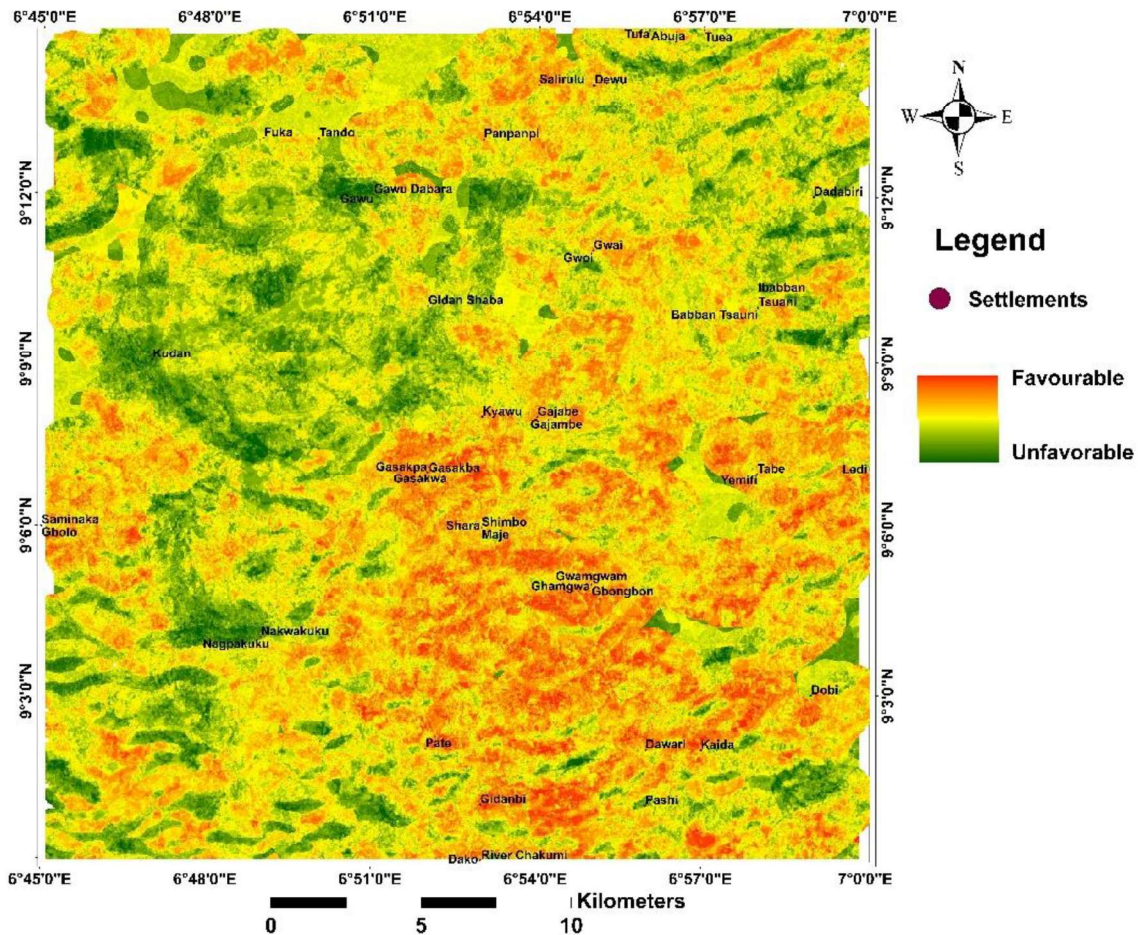 6°45'0"E 6°48'0"E 6°51'0"E 6°54'0"E 6°57'0"E 7°0'0"E
Tufa Abuja Tuea
Salirulu Dewu
Fuka Tando Panpanpi
9°12'0"N
Gawu Dabara
Gawu
Dadabiri
9°12'0"N
Gwai
Gwoi
Gidan Shaba
Ibabban
Tsuani
Babban Tsauni
9°9'0"N
Kudan
9°9'0"N
Kyawu Gajabe
Gajambe
Gasakpa Gasakba
Gasakwa
Tabe
Yemifi
Ledi
9°6'0"N
Saminaka
Gbolo
Shara Shimbo
Maje
9°6'0"N
Gwamgwam
Ghamgwa Gbongbon
Nakwakuku
Nagpakuku
9°3'0"N
Dobi
9°3'0"N
Pate Dawari Kaida
Gidanbi Pashi
Dako River Chakumi
6°45'0"E 6°48'0"E 6°51'0"E 6°54'0"E 6°57'0"E 7°0'0"E
0 5 10 Kilometers
N
W E
S
Legend
Settlements
Favourable
Unfavorable